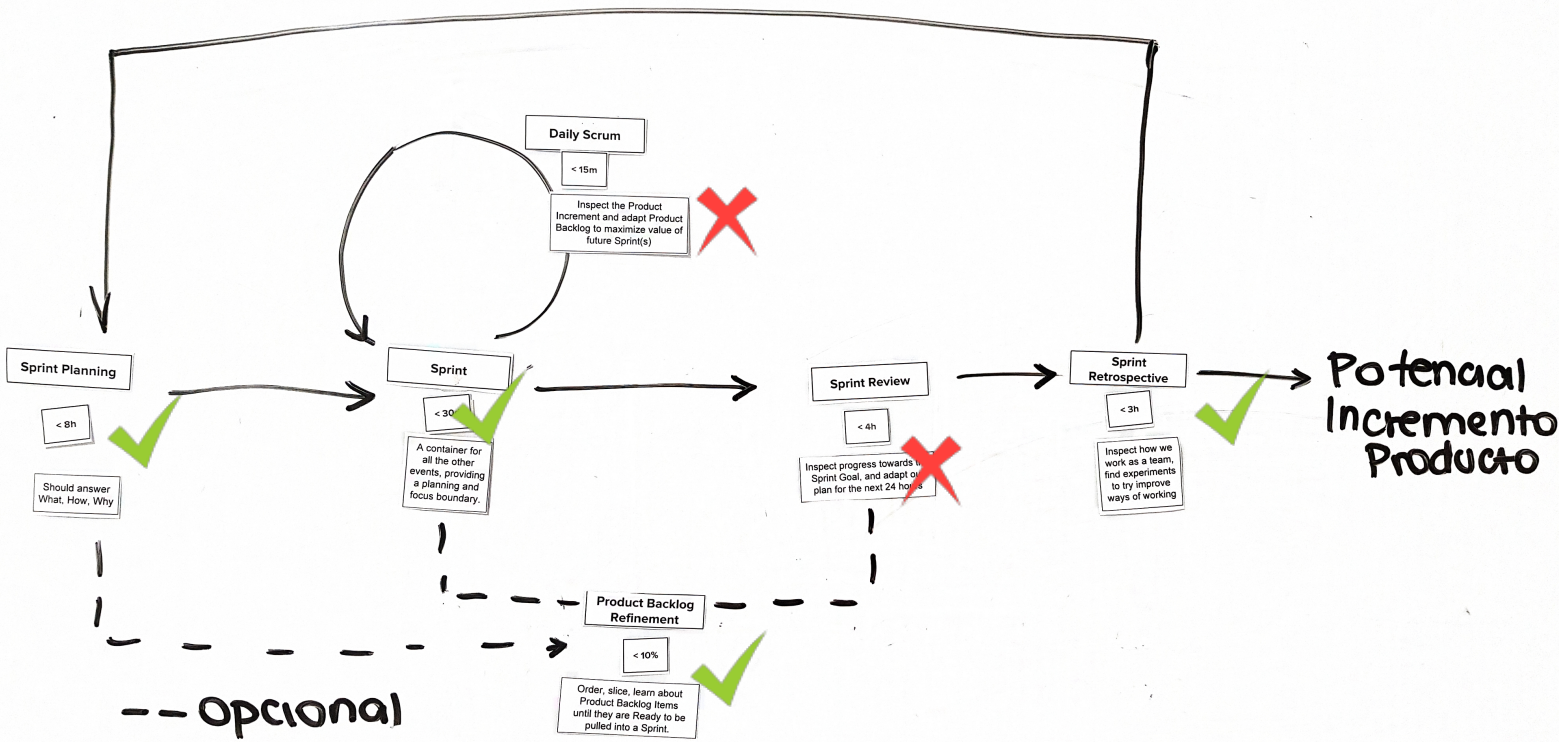 Daily Scrum
< 15m
Inspect the Product
Increment and adapt Product
Backlog to maximize value of
future Sprint(s)
Sprint Planning
< 8h
Should answer
What, How, Why
Sprint
< 30
A container for
all the other
events, providing
a planning and
focus boundary.
Sprint Review
< 4h
Inspect progress towards
Sprint Goal, and adapt
plan for the next 24
Sprint
Retrospective
< 3h
Inspect how we
work as a team,
find experiments
to try improve
ways of working
Potencial
Incremento
Producto
Product Backlog
Refinement
< 10%
Order, slice, learn about
Product Backlog Items
until they are Ready to be
pulled into a Sprint.
-- opcional